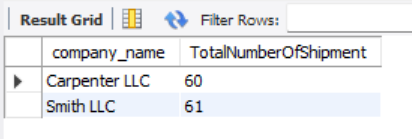 Result Grid Filter Rows:
company_name TotalNumberOfShipment
Carpenter LLC 60
Smith LLC 61